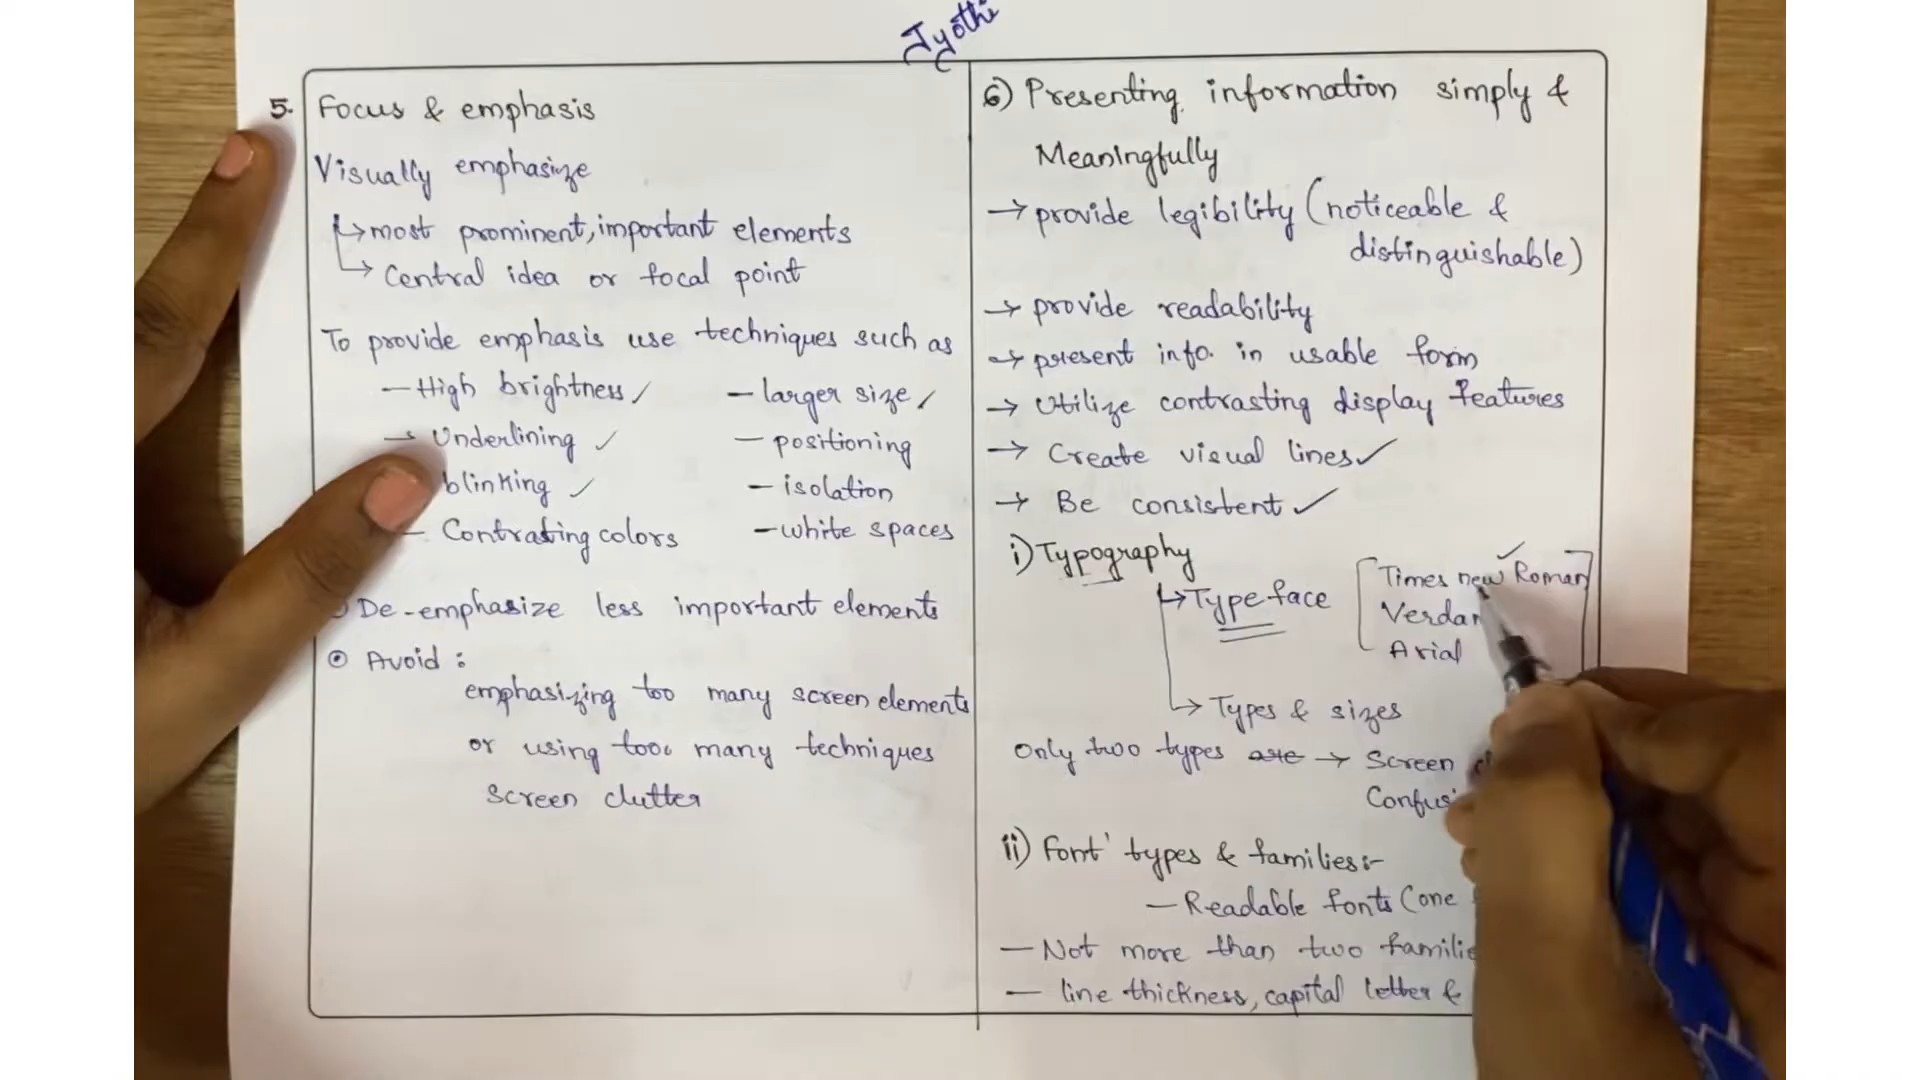 Jyothi
5. Focus & emphasis
Visually emphasize
↳ most prominent, important elements
↳ Central idea or focal point
To provide emphasis use techniques such as
– High brightness ✓ – larger size ✓
→ Underlining ✓ – positioning
blinking ✓ – isolation
– Contrasting colors – white spaces
De-emphasize less important elements
⊙ Avoid :
emphasizing too many screen elements
or using too many techniques
screen clutter
6) Presenting information simply &
Meaningfully
→ provide legibility (noticeable &
distinguishable)
→ provide readability
→ present info. in usable form
→ Utilize contrasting display features
→ Create visual lines ✓
→ Be consistent ✓
i) Typography
↳ Type face [Times new Roman ✓
Arial
↳ Types & sizes
Only two types are → Screen
ii) Font types & families:-
– Readable fonts (one
– Not more than two
– line thickness, capital letter &